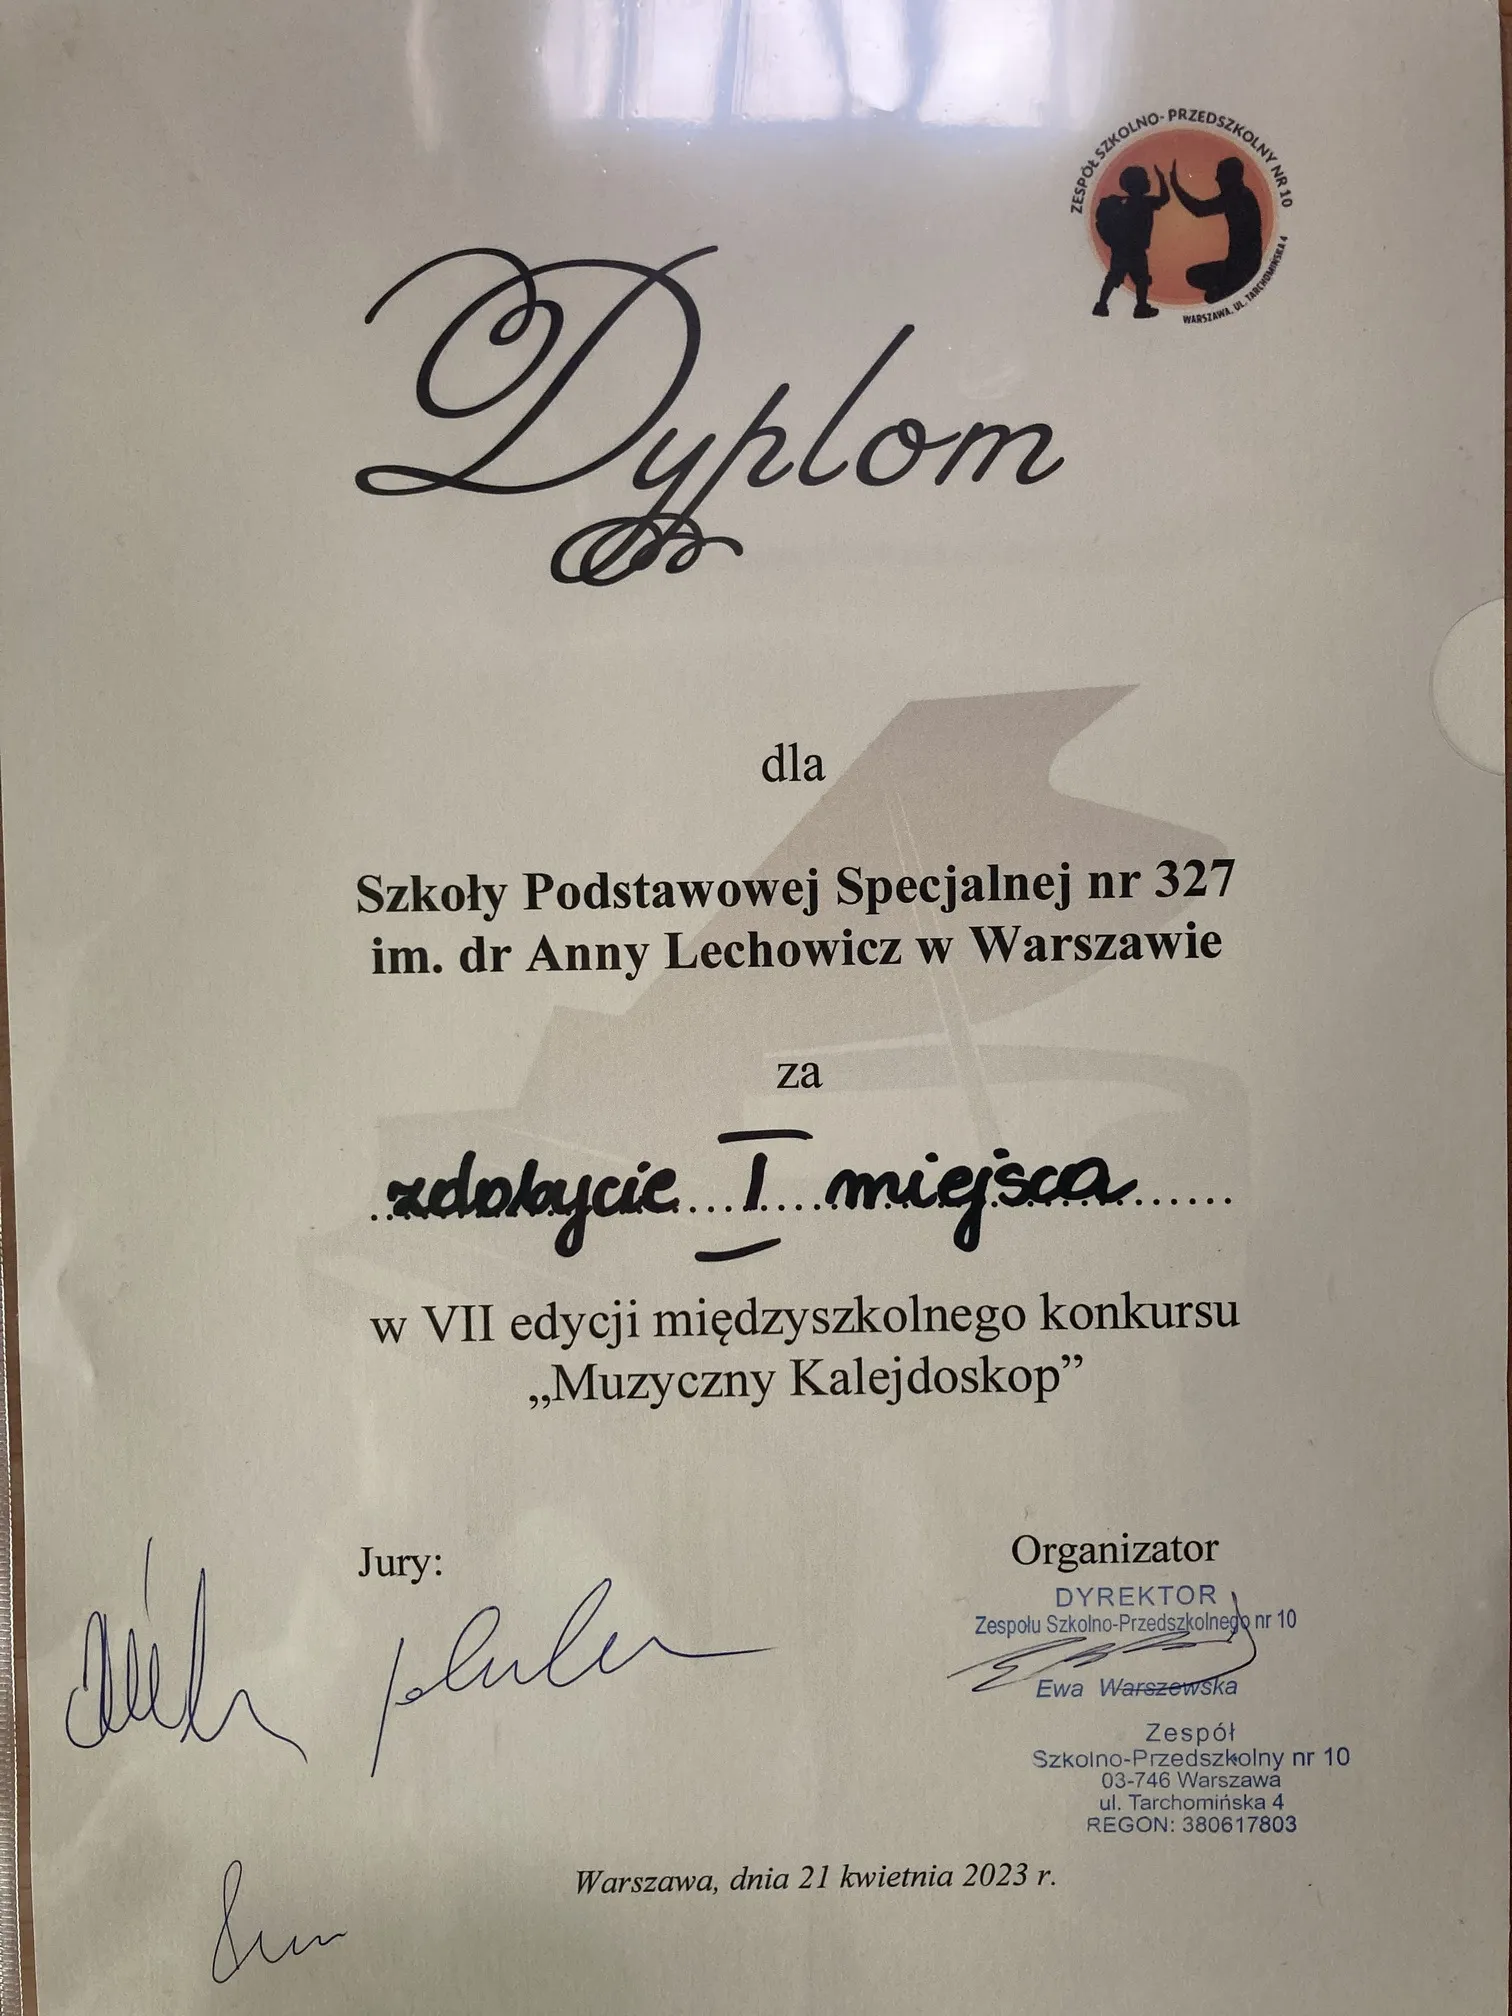 ZESPÓŁ SZKOLNO-PRZEDSZKOLNY NR 10
WARSZAWA, UL. TARCHOMIŃSKA 4
Dyplom
dla
Szkoły Podstawowej Specjalnej nr 327
im. dr Anny Lechowicz w Warszawie
za
zdobycie I miejsca
w VII edycji międzyszkolnego konkursu
„Muzyczny Kalejdoskop”
Jury:
Organizator
DYREKTOR
Zespołu Szkolno-Przedszkolnego nr 10
Ewa Warszewska
Zespół
Szkolno-Przedszkolny nr 10
03-746 Warszawa
ul. Tarchomińska 4
REGON: 380617803
Warszawa, dnia 21 kwietnia 2023 r.